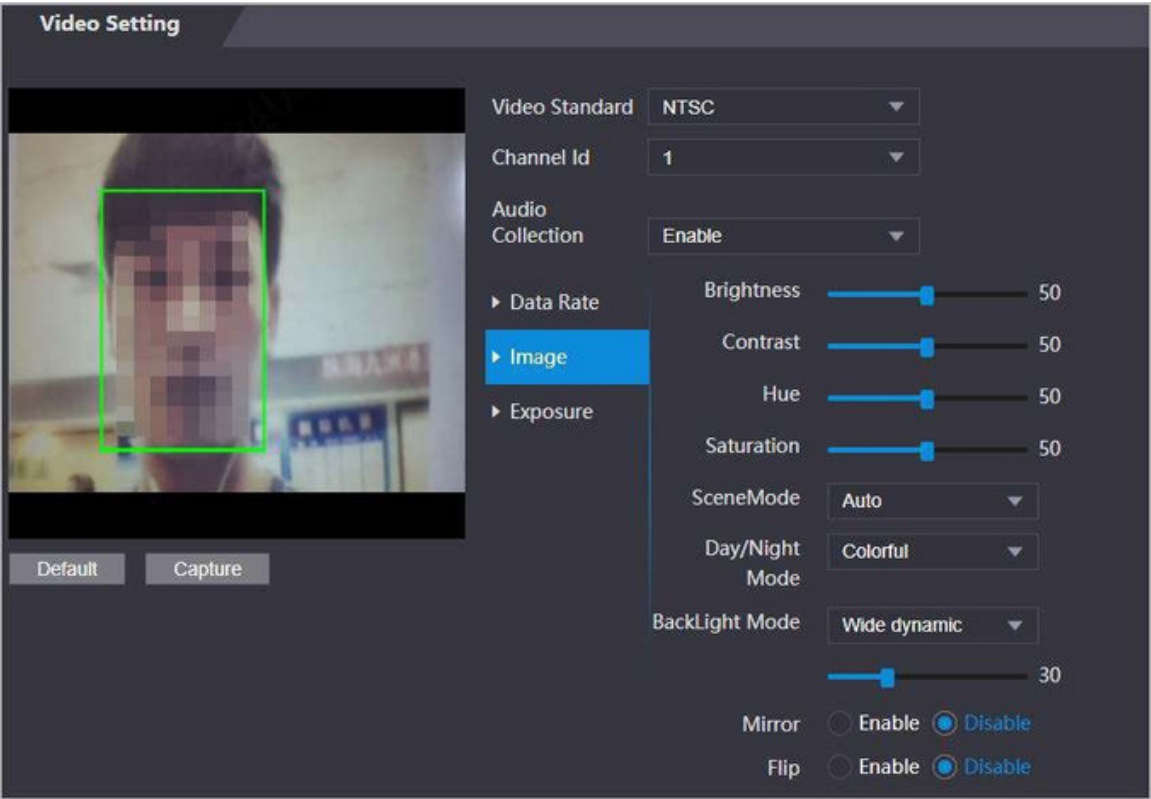 Video Setting
Video Standard
NTSC
Channel Id
1
Audio
Collection
Enable
Data Rate
Image
Exposure
Brightness
50
Contrast
50
Hue
50
Saturation
50
SceneMode
Auto
Day/Night
Mode
Colorful
BackLight Mode
Wide dynamic
30
Mirror
Enable
Disable
Flip
Enable
Disable
Default
Capture